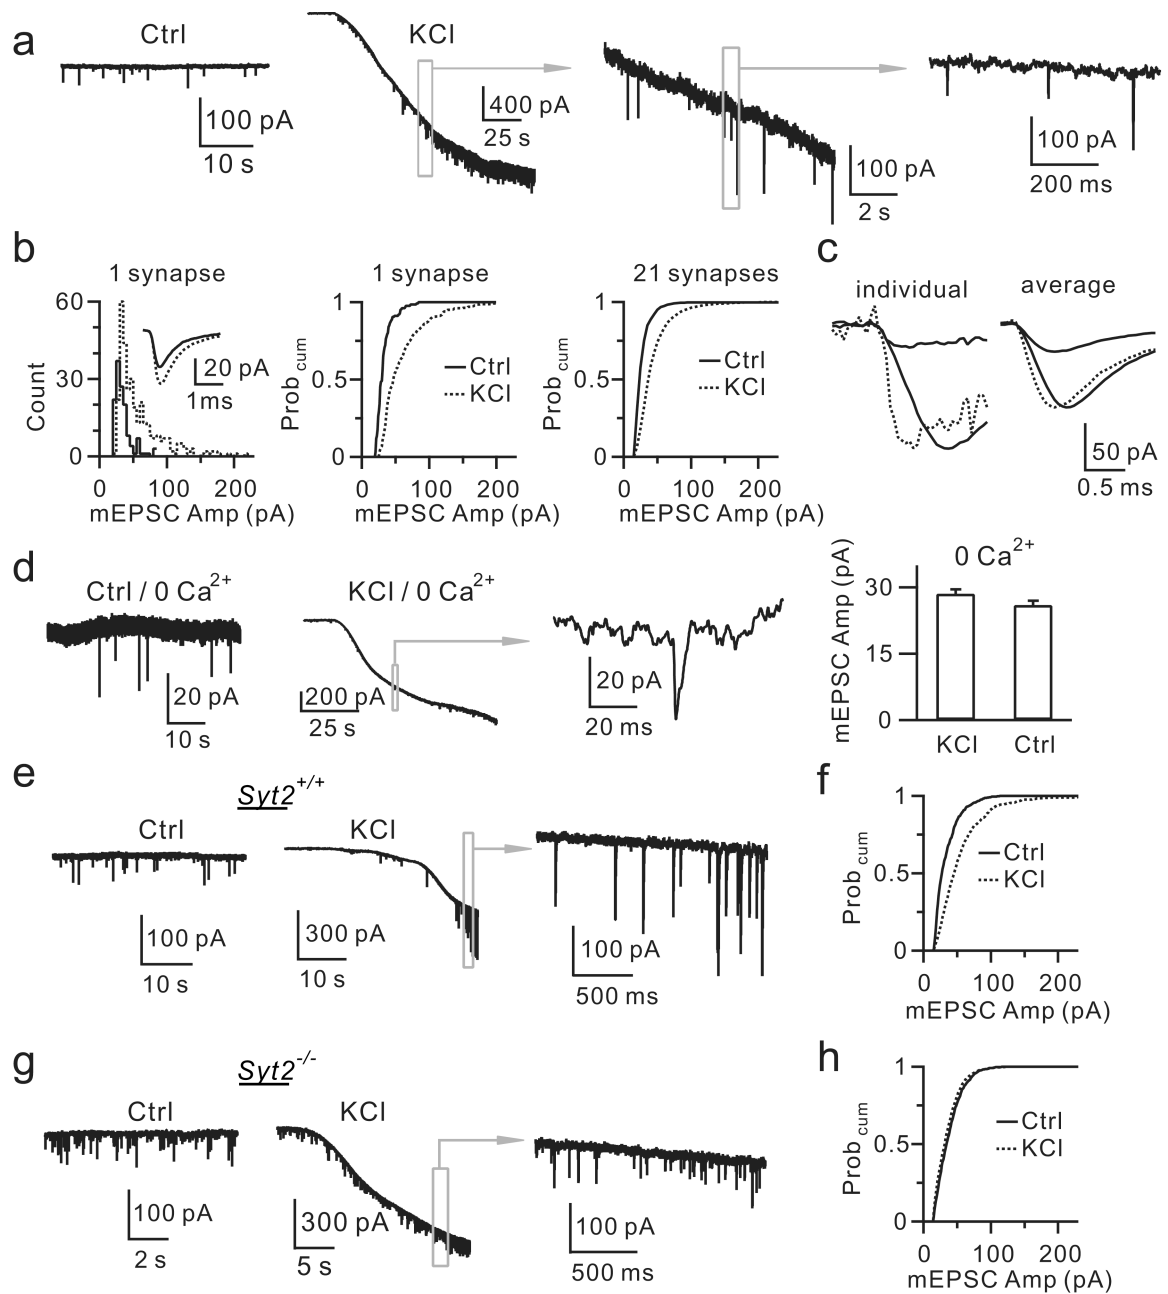 a
Ctrl
KCl
100 pA
10 s
400 pA
25 s
100 pA
2 s
100 pA
200 ms
b
1 synapse
1 synapse
21 synapses
c
individual
average
60
30
0
Count
20 pA
1ms
0 100 200
mEPSC Amp (pA)
1
0.5
0
Prob cum
Ctrl
KCl
0 100 200
mEPSC Amp (pA)
1
0.5
0
Prob cum
Ctrl
KCl
0 100 200
mEPSC Amp (pA)
50 pA
0.5 ms
d
Ctrl / 0 Ca2+
KCl / 0 Ca2+
20 pA
10 s
200 pA
25 s
20 pA
20 ms
0 Ca2+
mEPSC Amp (pA)
30
15
0
KCl Ctrl
e
Syt2+/+
Ctrl
KCl
100 pA
10 s
300 pA
10 s
100 pA
500 ms
f
1
0.5
0
Prob cum
Ctrl
KCl
0 100 200
mEPSC Amp (pA)
g
Syt2-/-
Ctrl
KCl
100 pA
2 s
300 pA
5 s
100 pA
500 ms
h
1
0.5
0
Prob cum
Ctrl
KCl
0 100 200
mEPSC Amp (pA)